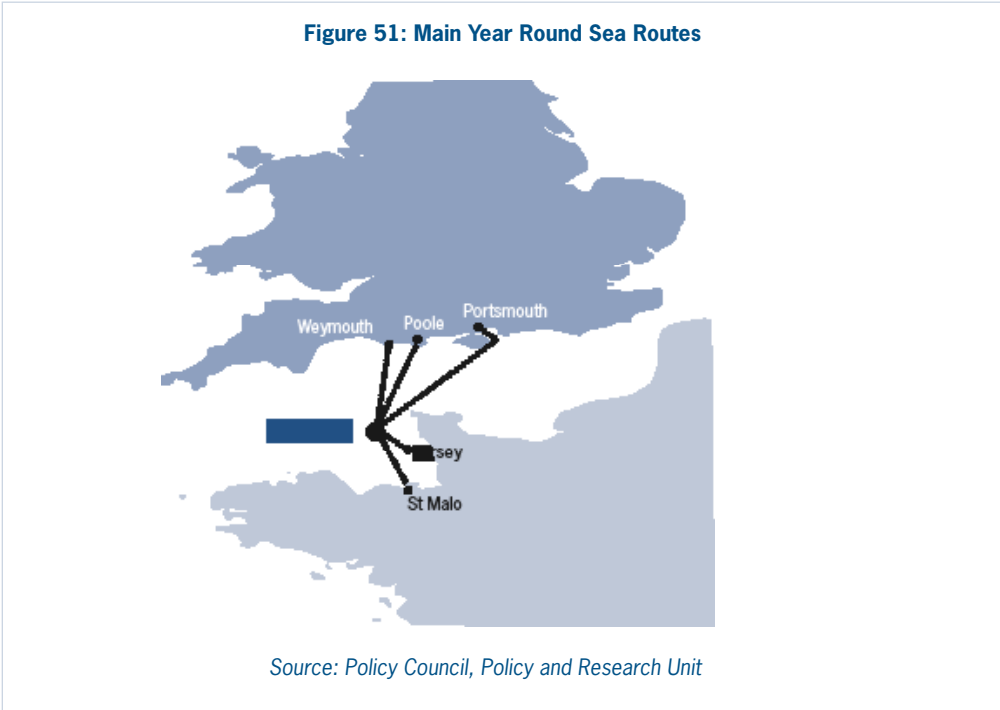 Figure 51: Main Year Round Sea Routes
Portsmouth
Poole
Weymouth
rsey
St Malo
Source: Policy Council, Policy and Research Unit